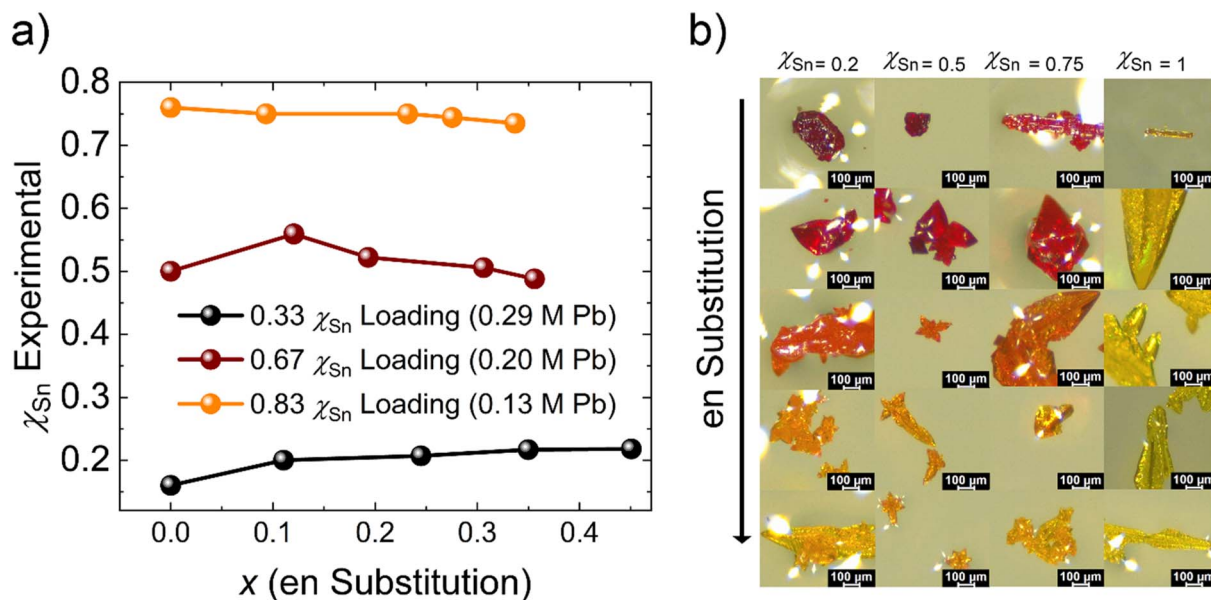 a)
χSn Experimental
0.8
0.7
0.6
0.5
0.4
0.3
0.2
0.33 χSn Loading (0.29 M Pb)
0.67 χSn Loading (0.20 M Pb)
0.83 χSn Loading (0.13 M Pb)
0.0 0.1 0.2 0.3 0.4
x (en Substitution)
b)
χSn = 0.2 χSn = 0.5 χSn = 0.75 χSn = 1
en Substitution
100 μm 100 μm 100 μm 100 μm
100 μm 100 μm 100 μm 100 μm
100 μm 100 μm 100 μm 100 μm
100 μm 100 μm 100 μm 100 μm
100 μm 100 μm 100 μm 100 μm